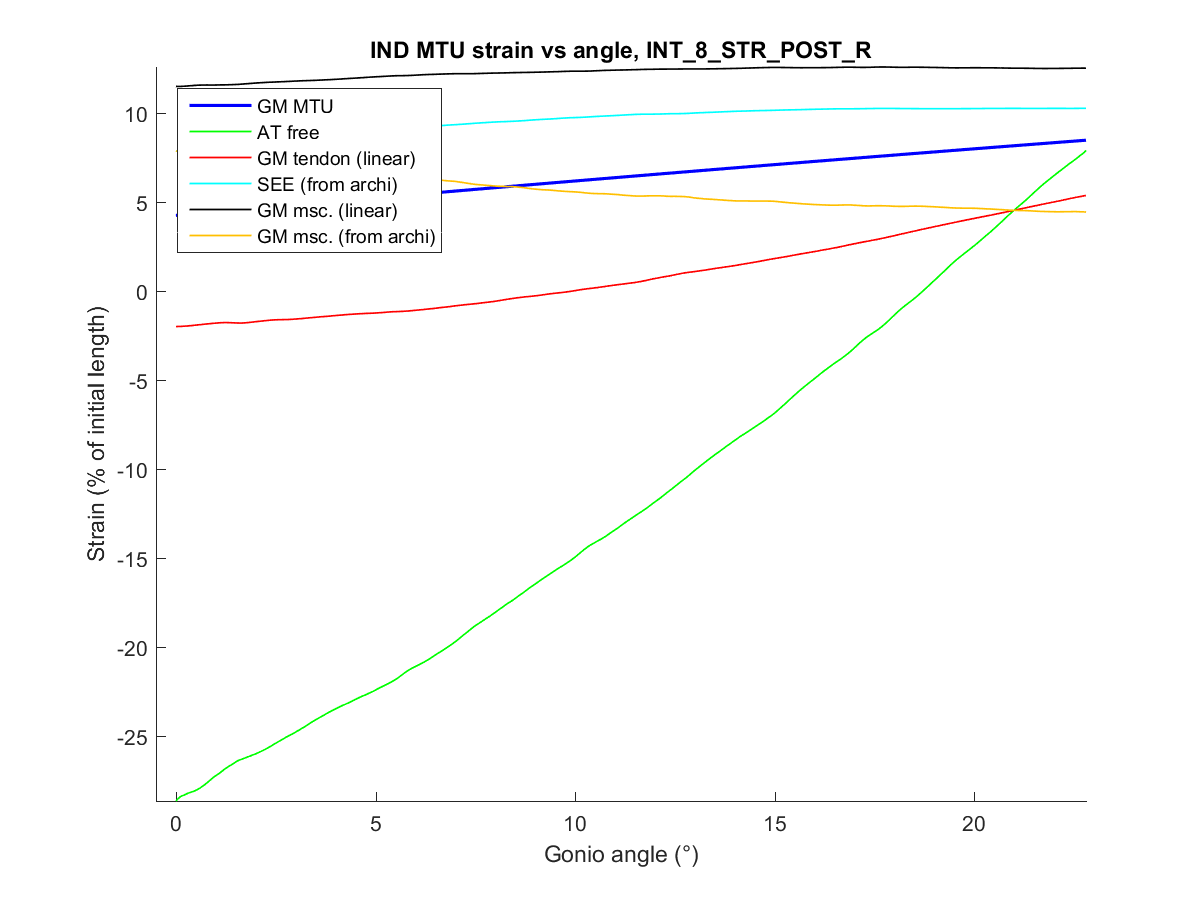 IND MTU strain vs angle, INT_8_STR_POST_R
GM MTU
AT free
GM tendon (linear)
SEE (from archi)
GM msc. (linear)
GM msc. (from archi)
Strain (% of initial length)
10
5
0
-5
-10
-15
-20
-25
0
5
10
15
20
Gonio angle (°)